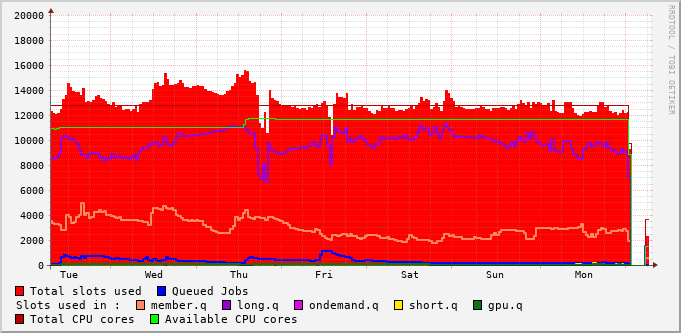 20000
18000
16000
14000
12000
10000
8000
6000
4000
2000
0
Tue Wed Thu Fri Sat Sun Mon
RRDTOOL / TOBI OETIKER
Total slots used Queued Jobs
Slots used in : member.q long.q ondemand.q short.q gpu.q
Total CPU cores Available CPU cores